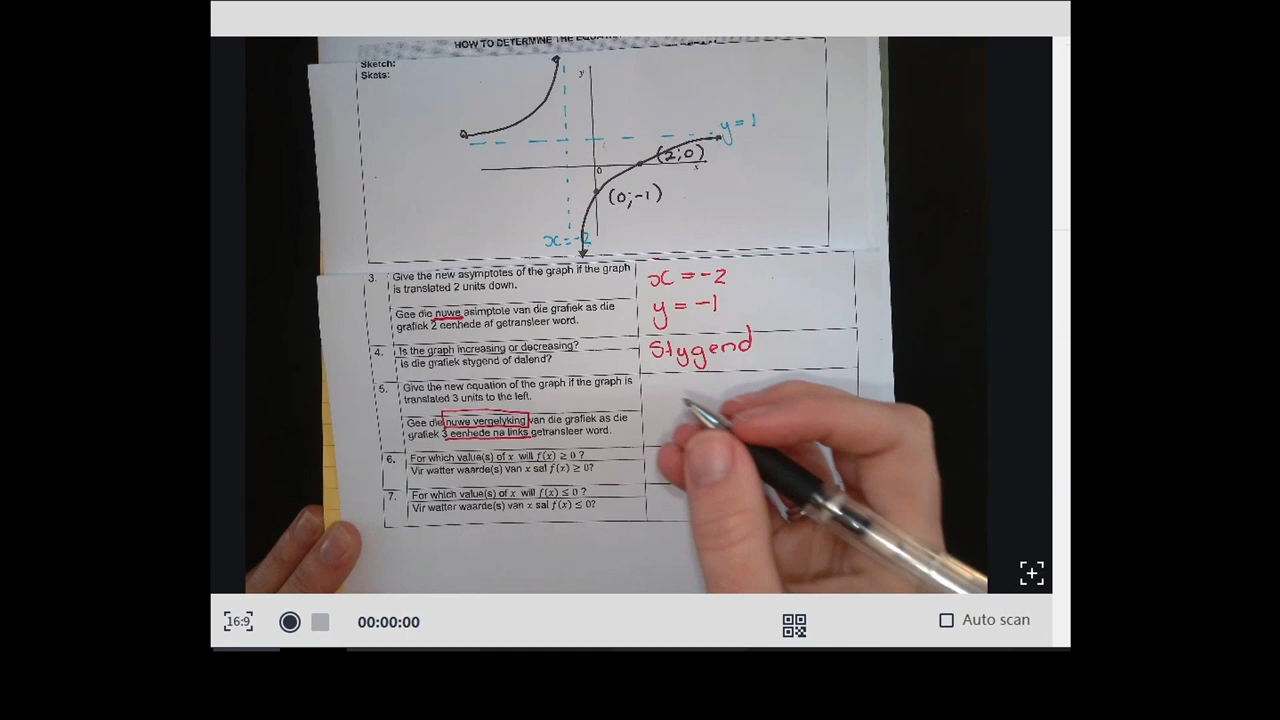 HOW TO DETERMINE THE
Sketch:
Skets:
y
y = 1
(2;0)
x
0
(0;-1)
x = -2
3. Give the new asymptotes of the graph if the graph
is translated 2 units down.
Gee die nuwe asimptote van die grafiek as die
grafiek 2 eenhede af getransleer word.
x = -2
y = -1
4. Is the graph increasing or decreasing?
Is die grafiek stygend of dalend?
Stygend
5. Give the new equation of the graph if the graph is
translated 3 units to the left.
Gee die nuwe vergelyking van die grafiek as die
grafiek 3 eenhede na links getransleer word.
6. For which value(s) of x will f(x) ≥ 0 ?
Vir watter waarde(s) van x sal f(x) ≥ 0?
7. For which value(s) of x will f(x) ≤ 0 ?
Vir watter waarde(s) van x sal f(x) ≤ 0?
16:9
00:00:00
Auto scan